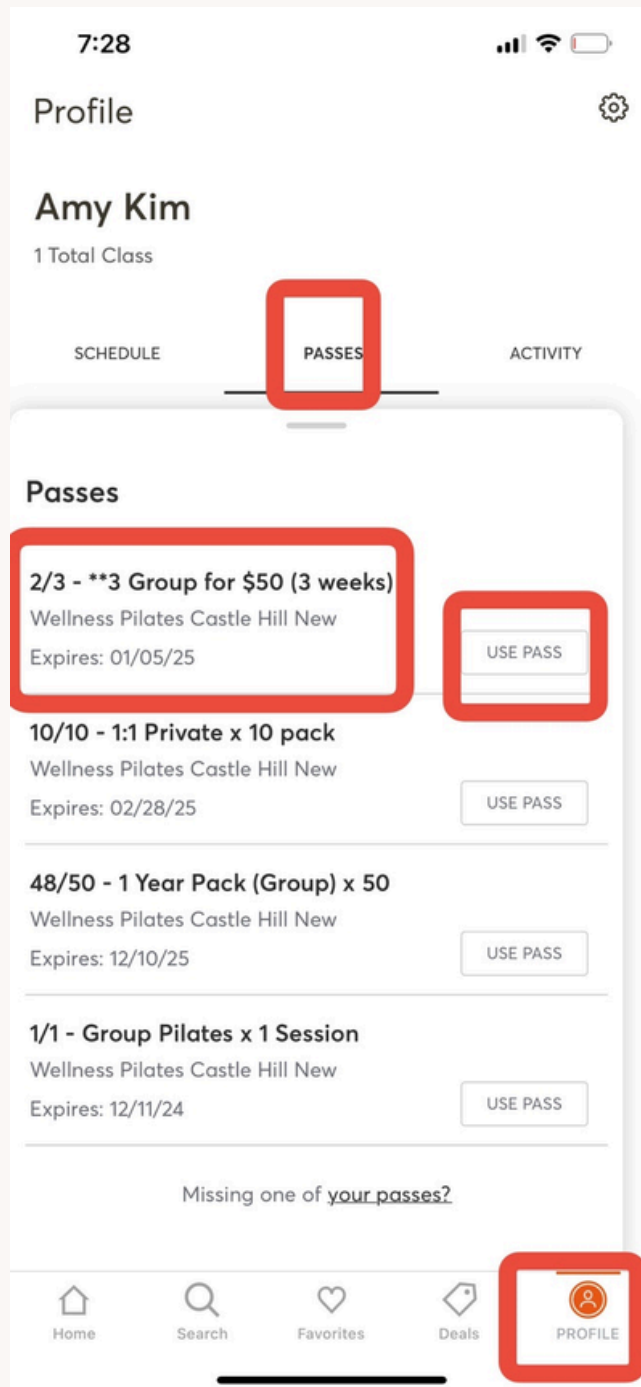 7:28
Profile
Amy Kim
1 Total Class
SCHEDULE PASSES ACTIVITY
Passes
2/3 - **3 Group for $50 (3 weeks)
Wellness Pilates Castle Hill New
Expires: 01/05/25
USE PASS
10/10 - 1:1 Private x 10 pack
Wellness Pilates Castle Hill New
Expires: 02/28/25
USE PASS
48/50 - 1 Year Pack (Group) x 50
Wellness Pilates Castle Hill New
Expires: 12/10/25
USE PASS
1/1 - Group Pilates x 1 Session
Wellness Pilates Castle Hill New
Expires: 12/11/24
USE PASS
Missing one of your passes?
Home Search Favorites Deals PROFILE